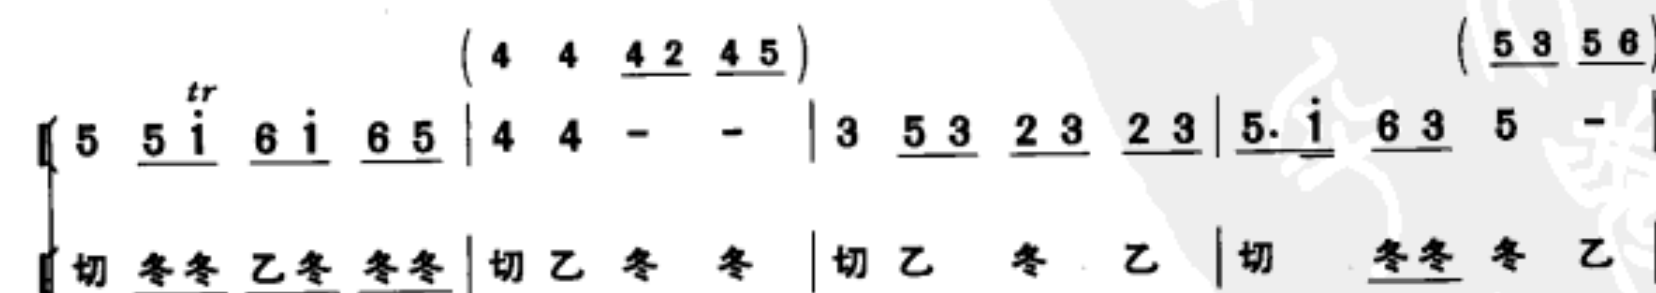 ( 4 4 4 2 4 5 ) ( 5 3 5 6 )
tr
5 5 i 6 i 6 5 | 4 4 - - | 3 5 3 2 3 2 3 | 5. i 6 3 5 - |
切 冬冬 乙冬 冬冬 | 切 乙 冬 冬 | 切 乙 冬 乙 | 切 冬冬 冬 乙 |